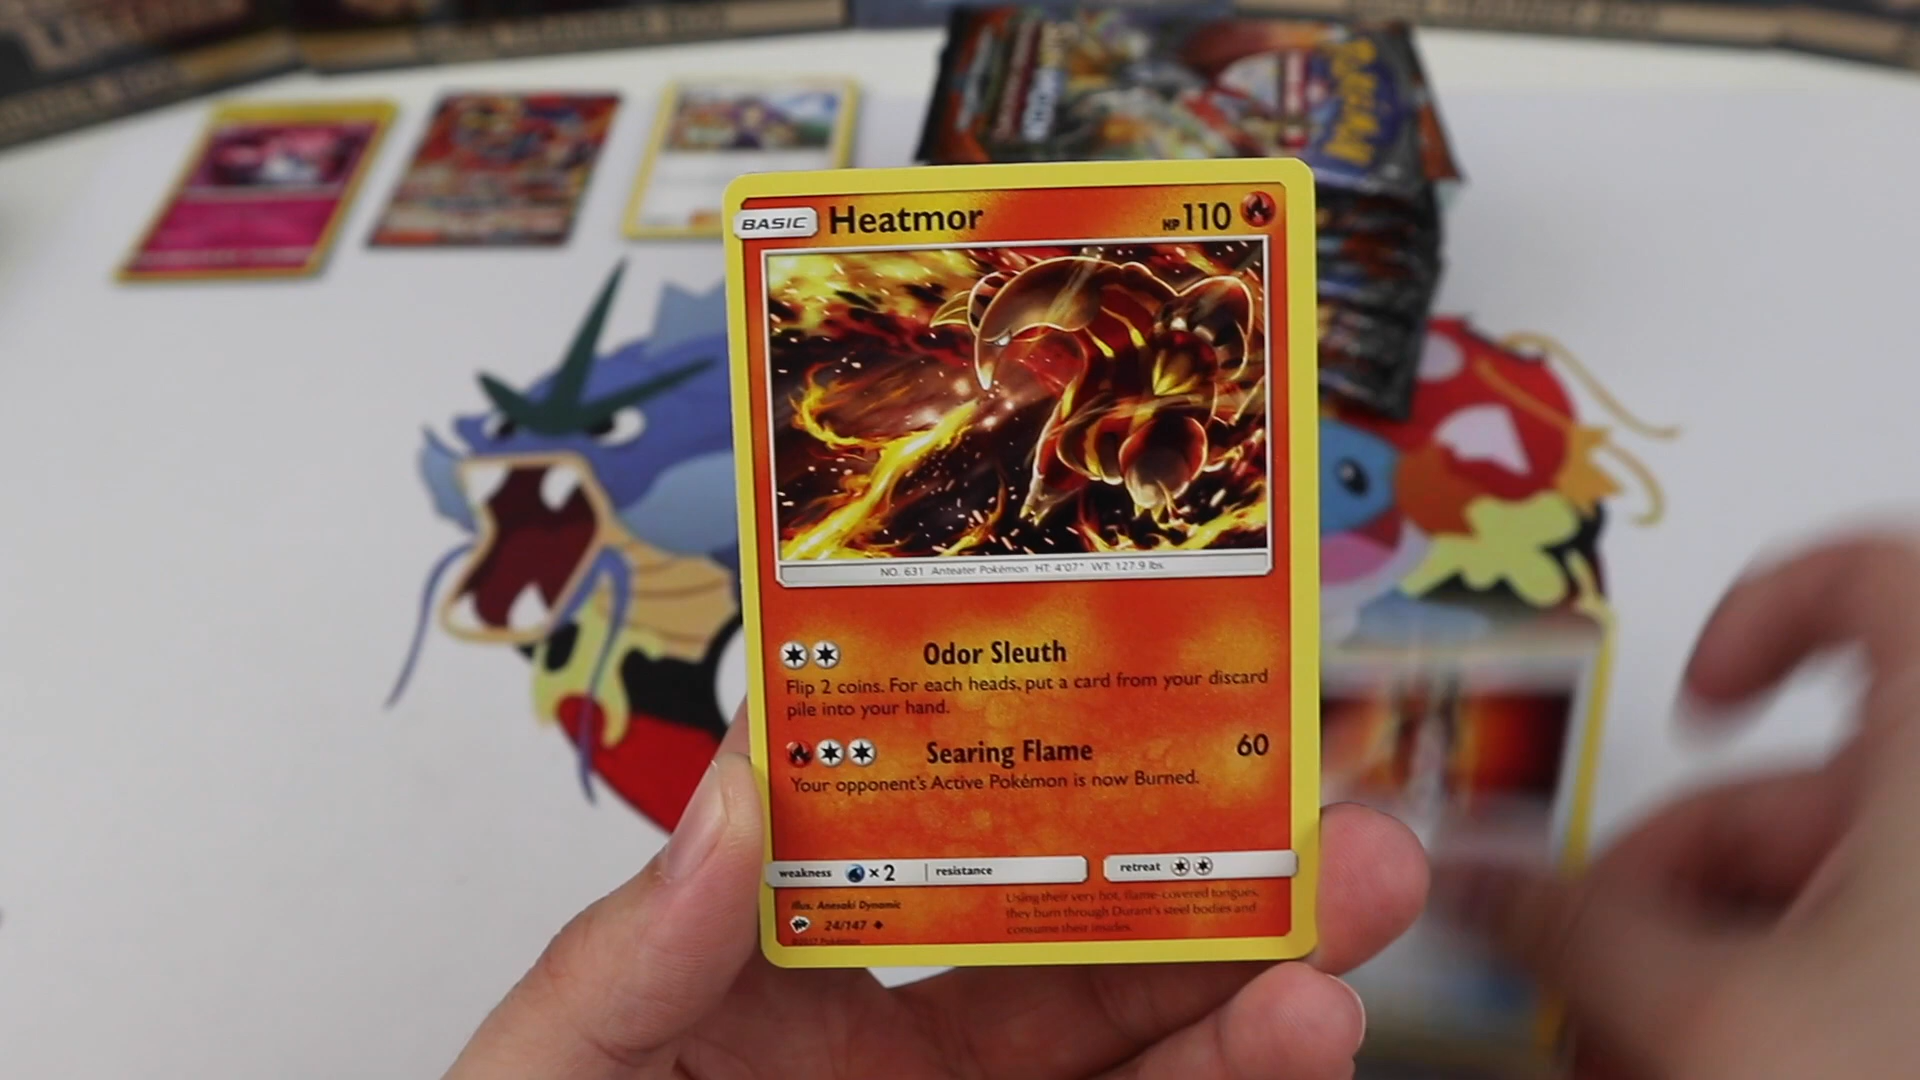 BASIC Heatmor HP 110
NO. 631 Anteater Pokémon HT: 4'07" WT: 127.9 lbs.
Odor Sleuth
Flip 2 coins. For each heads, put a card from your discard
pile into your hand.
Searing Flame 60
Your opponent's Active Pokémon is now Burned.
weakness ×2 resistance retreat
Illus. Anesaki Dynamic
24/147
©2017 Pokémon
Using their very hot, flame-covered tongues,
they burn through Durant's steel bodies and
consume their insides.